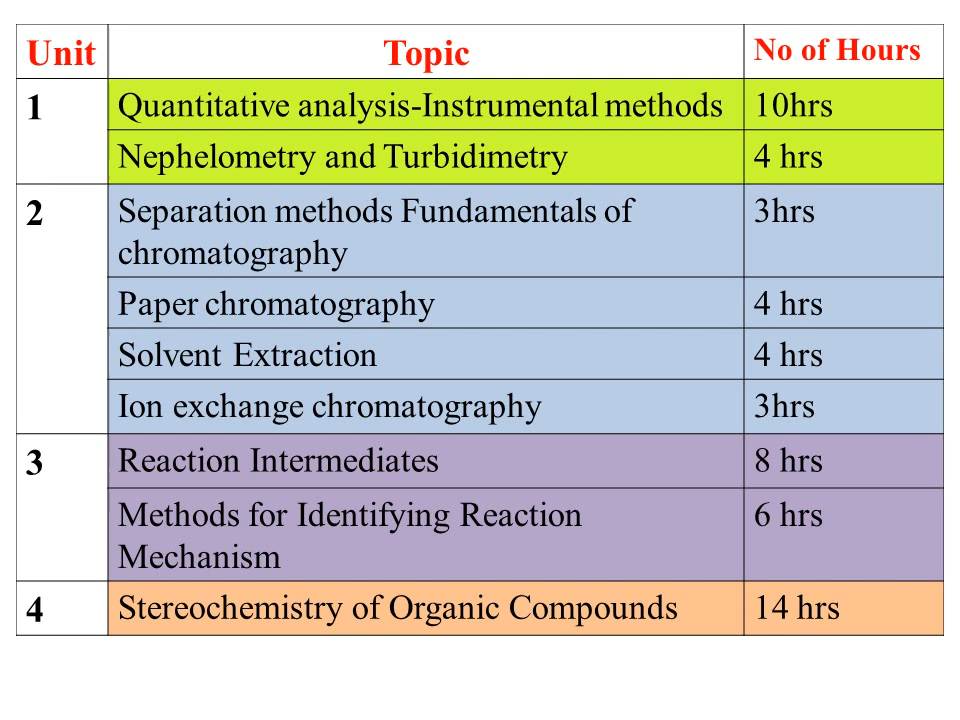 Unit Topic No of Hours
1 Quantitative analysis-Instrumental methods 10hrs
Nephelometry and Turbidimetry 4 hrs
2 Separation methods Fundamentals of 3hrs
chromatography
Paper chromatography 4 hrs
Solvent Extraction 4 hrs
Ion exchange chromatography 3hrs
3 Reaction Intermediates 8 hrs
Methods for Identifying Reaction 6 hrs
Mechanism
4 Stereochemistry of Organic Compounds 14 hrs